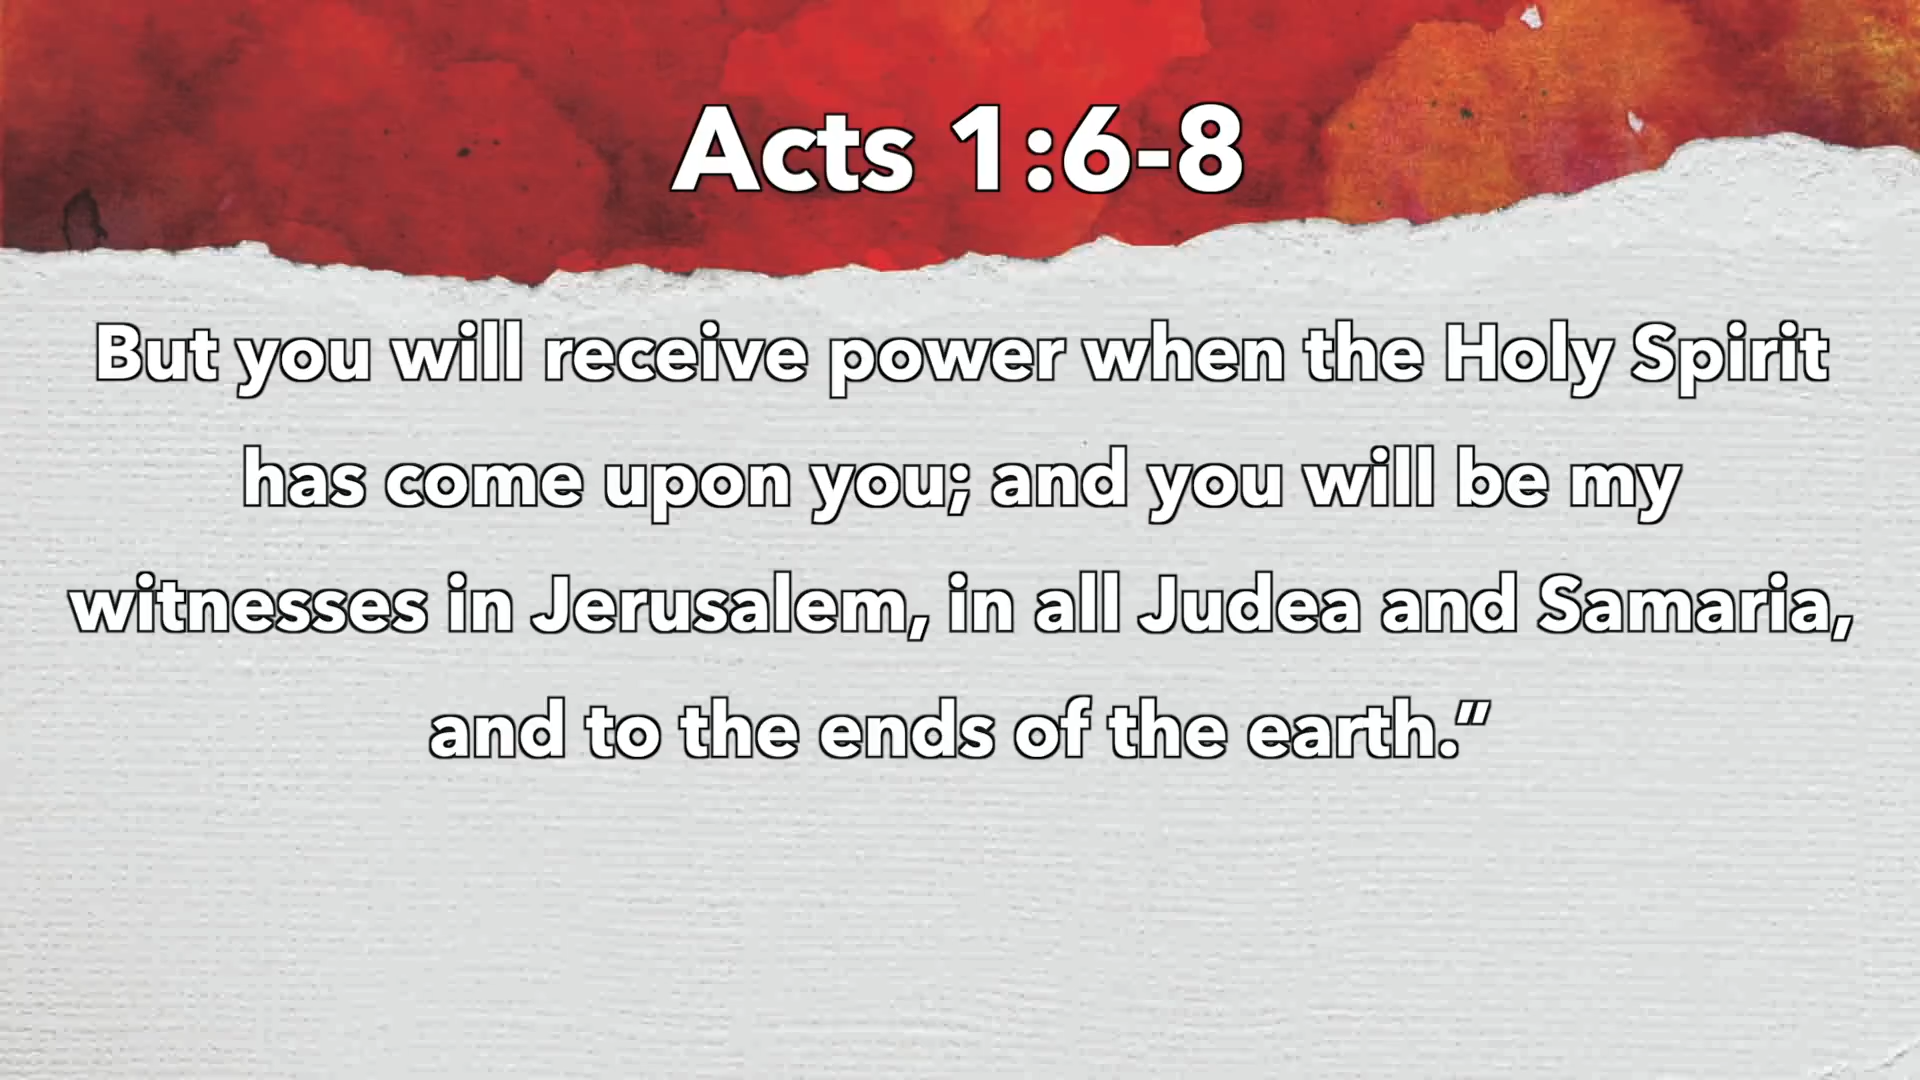 Acts 1:6-8
But you will receive power when the Holy Spirit
has come upon you; and you will be my
witnesses in Jerusalem, in all Judea and Samaria,
and to the ends of the earth.”